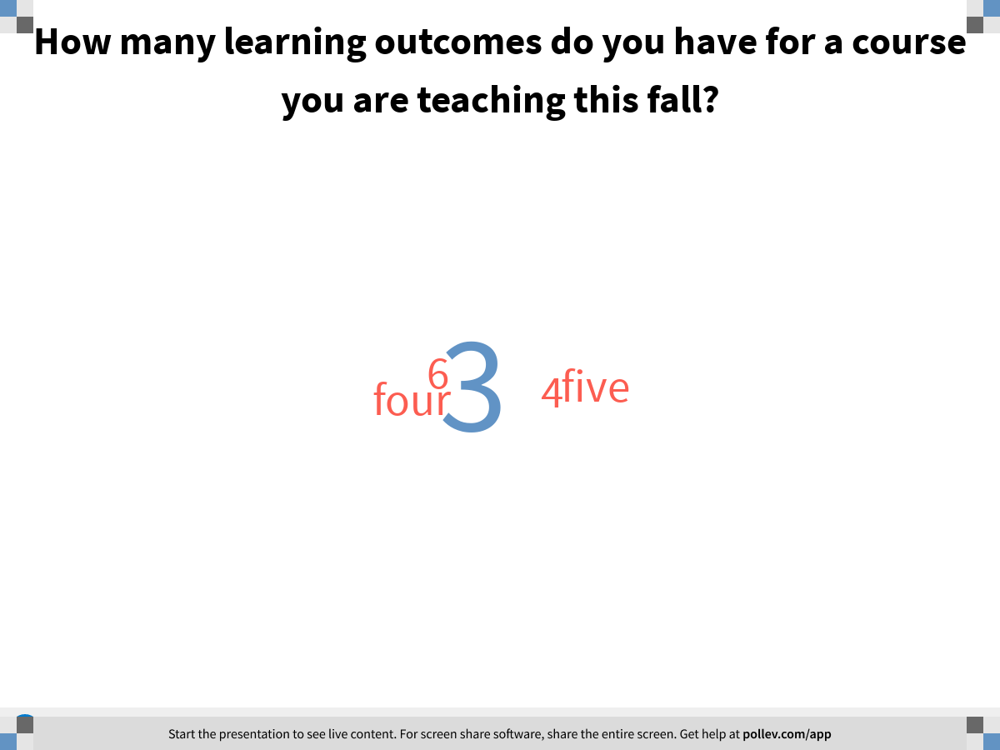 How many learning outcomes do you have for a course
you are teaching this fall?
6
four
3
4
five
Start the presentation to see live content. For screen share software, share the entire screen. Get help at pollev.com/app